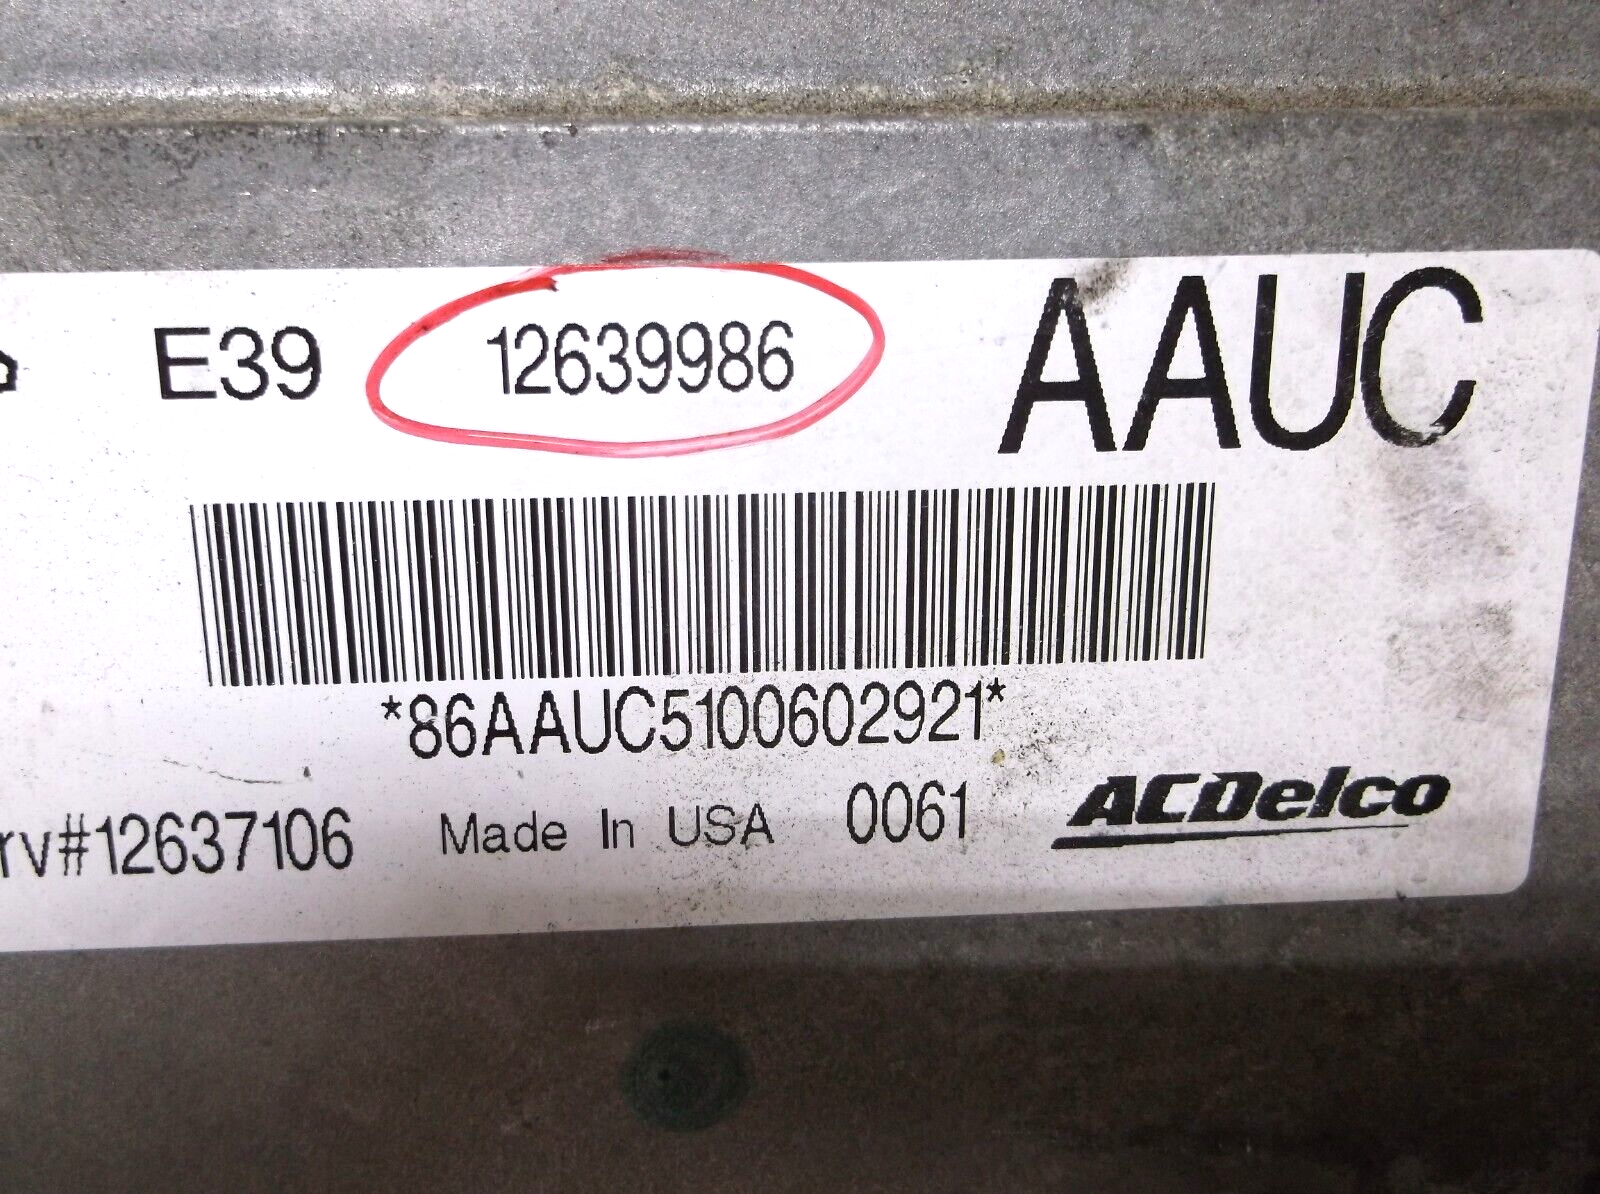 E39 12639986 AAUC
*86AAUC5100602921*
rv#12637106 Made In USA 0061 ACDelco